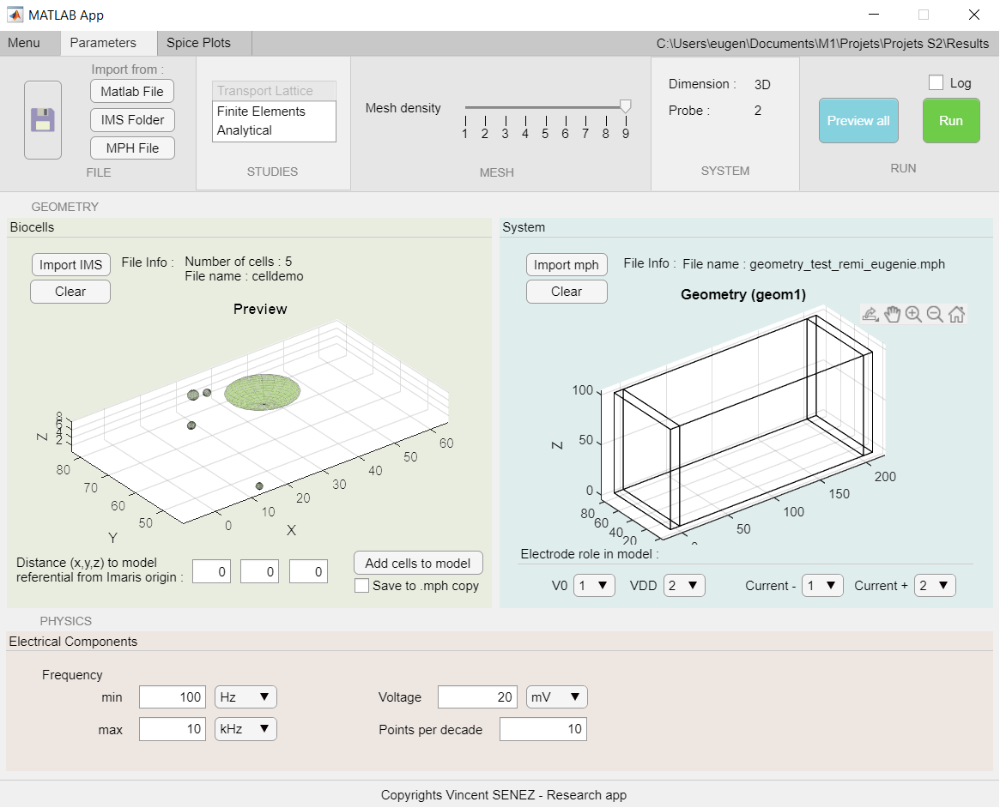 MATLAB App
Menu
Parameters
Spice Plots
C:\Users\eugen\Documents\M1\Projets\Projets S2\Results
Import from :
Matlab File
IMS Folder
MPH File
FILE
Transport Lattice
Finite Elements
Analytical
STUDIES
Mesh density
1 2 3 4 5 6 7 8 9
MESH
Dimension : 3D
Probe : 2
SYSTEM
Log
Preview all
Run
RUN
GEOMETRY
Biocells
Import IMS
Clear
File Info :
Number of cells : 5
File name : celldemo
Preview
Z
8
6
4
2
80
70
60
50
Y
0
10
20
30
40
50
60
X
Distance (x,y,z) to model
referential from Imaris origin :
0
0
0
Add cells to model
Save to .mph copy
System
Import mph
Clear
File Info : File name : geometry_test_remi_eugenie.mph
Geometry (geom1)
Z
100
50
0
80
60
40
20
0
50
100
150
200
Electrode role in model :
V0 1
VDD 2
Current - 1
Current + 2
PHYSICS
Electrical Components
Frequency
min 100 Hz
max 10 kHz
Voltage 20 mV
Points per decade 10
Copyrights Vincent SENEZ - Research app